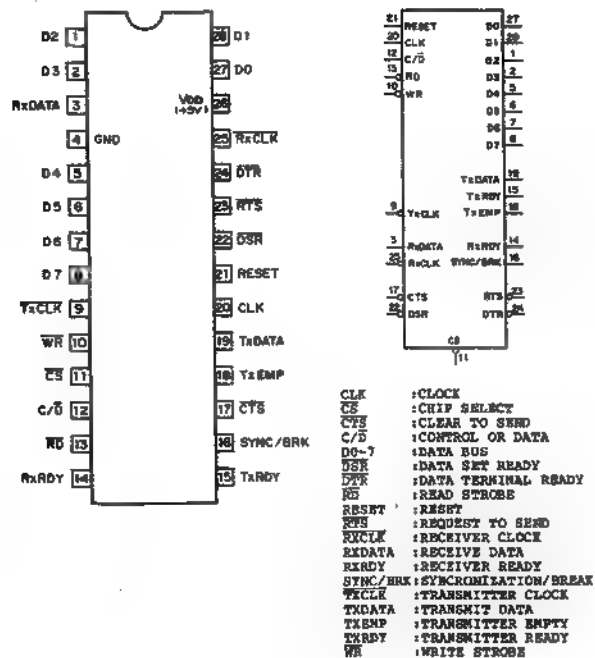 D2 1
28 D1
D3 2
27 D0
RxDATA 3
VDD (+5V) 26
4 GND
25 RxCLK
D4 5
24 DTR
D5 6
23 RTS
D6 7
22 DSR
D7 8
21 RESET
TxCLK 9
20 CLK
WR 10
19 TxDATA
CS 11
18 TxEMP
C/D 12
17 CTS
RD 13
16 SYNC/BRK
RxRDY 14
15 TxRDY
21 RESET
D0 27
20 CLK
D1 28
12 C/D
D2 1
13 RD
D3 2
10 WR
D4 5
D5 6
D6 7
D7 8
TxDATA 19
TxRDY 15
9 TxCLK
TxEMP 18
3 RxDATA
RxRDY 14
25 RxCLK
SYNC/BRK 16
17 CTS
RTS 23
22 DSR
DTR 24
CS
11
CLK :CLOCK
CS :CHIP SELECT
CTS :CLEAR TO SEND
C/D :CONTROL OR DATA
D0-7 :DATA BUS
DSR :DATA SET READY
DTR :DATA TERMINAL READY
RD :READ STROBE
RESET :RESET
RTS :REQUEST TO SEND
RXCLK :RECEIVER CLOCK
RXDATA :RECEIVE DATA
RXRDY :RECEIVER READY
SYNC/BRK:SYNCRONIZATION/BREAK
TXCLK :TRANSMITTER CLOCK
TXDATA :TRANSMIT DATA
TXEMP :TRANSMITTER EMPTY
TXRDY :TRANSMITTER READY
WR :WRITE STROBE